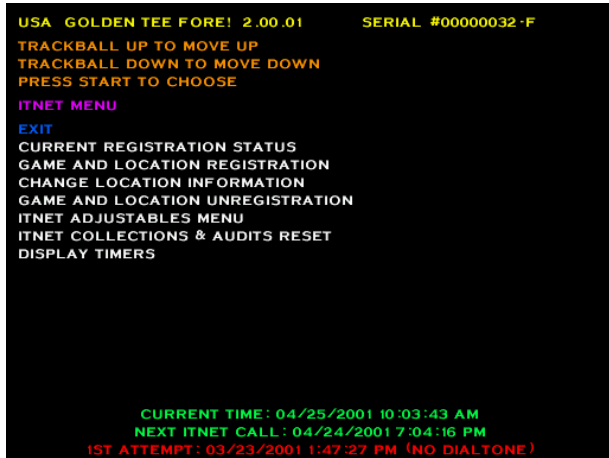 USA GOLDEN TEE FORE! 2.00.01 SERIAL #00000032-F
TRACKBALL UP TO MOVE UP
TRACKBALL DOWN TO MOVE DOWN
PRESS START TO CHOOSE
ITNET MENU
EXIT
CURRENT REGISTRATION STATUS
GAME AND LOCATION REGISTRATION
CHANGE LOCATION INFORMATION
GAME AND LOCATION UNREGISTRATION
ITNET ADJUSTABLES MENU
ITNET COLLECTIONS & AUDITS RESET
DISPLAY TIMERS
CURRENT TIME: 04/25/2001 10:03:43 AM
NEXT ITNET CALL: 04/24/2001 7:04:16 PM
1ST ATTEMPT: 03/23/2001 1:47:27 PM (NO DIALTONE)